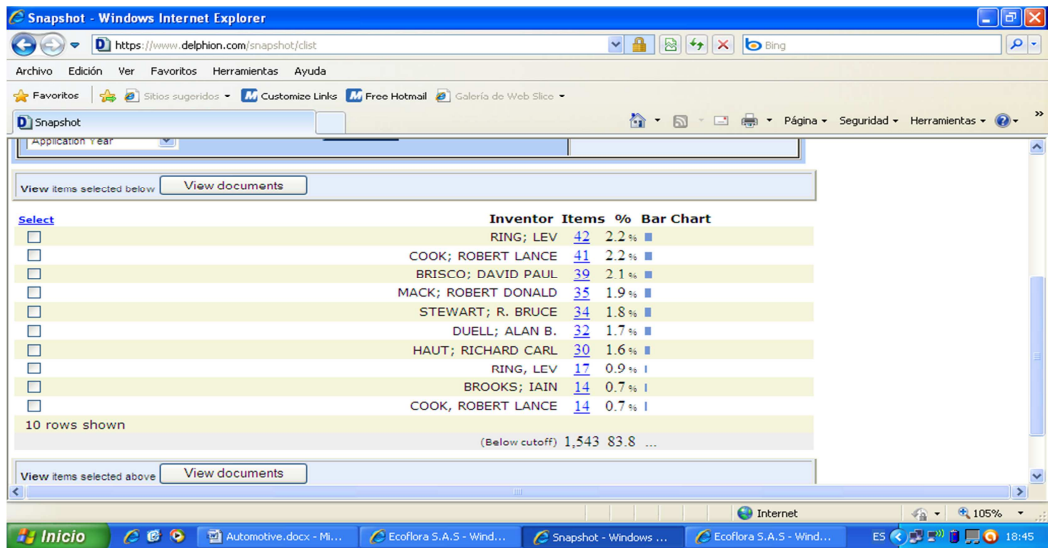 Snapshot - Windows Internet Explorer
https://www.delphion.com/snapshot/clist
Bing
Archivo Edición Ver Favoritos Herramientas Ayuda
Favoritos Sitios sugeridos Customize Links Free Hotmail Galería de Web Slice
Snapshot Página Seguridad Herramientas
Application Year
View items selected below View documents
Select Inventor Items % Bar Chart
RING; LEV 42 2.2 %
COOK; ROBERT LANCE 41 2.2 %
BRISCO; DAVID PAUL 39 2.1 %
MACK; ROBERT DONALD 35 1.9 %
STEWART; R. BRUCE 34 1.8 %
DUELL; ALAN B. 32 1.7 %
HAUT; RICHARD CARL 30 1.6 %
RING, LEV 17 0.9 %
BROOKS; IAIN 14 0.7 %
COOK, ROBERT LANCE 14 0.7 %
10 rows shown
(Below cutoff) 1,543 83.8 ...
View items selected above View documents
Internet 105%
Inicio Automotive.docx - Mi... Ecoflora S.A.S - Wind... Snapshot - Windows ... Ecoflora S.A.S - Wind... ES 18:45